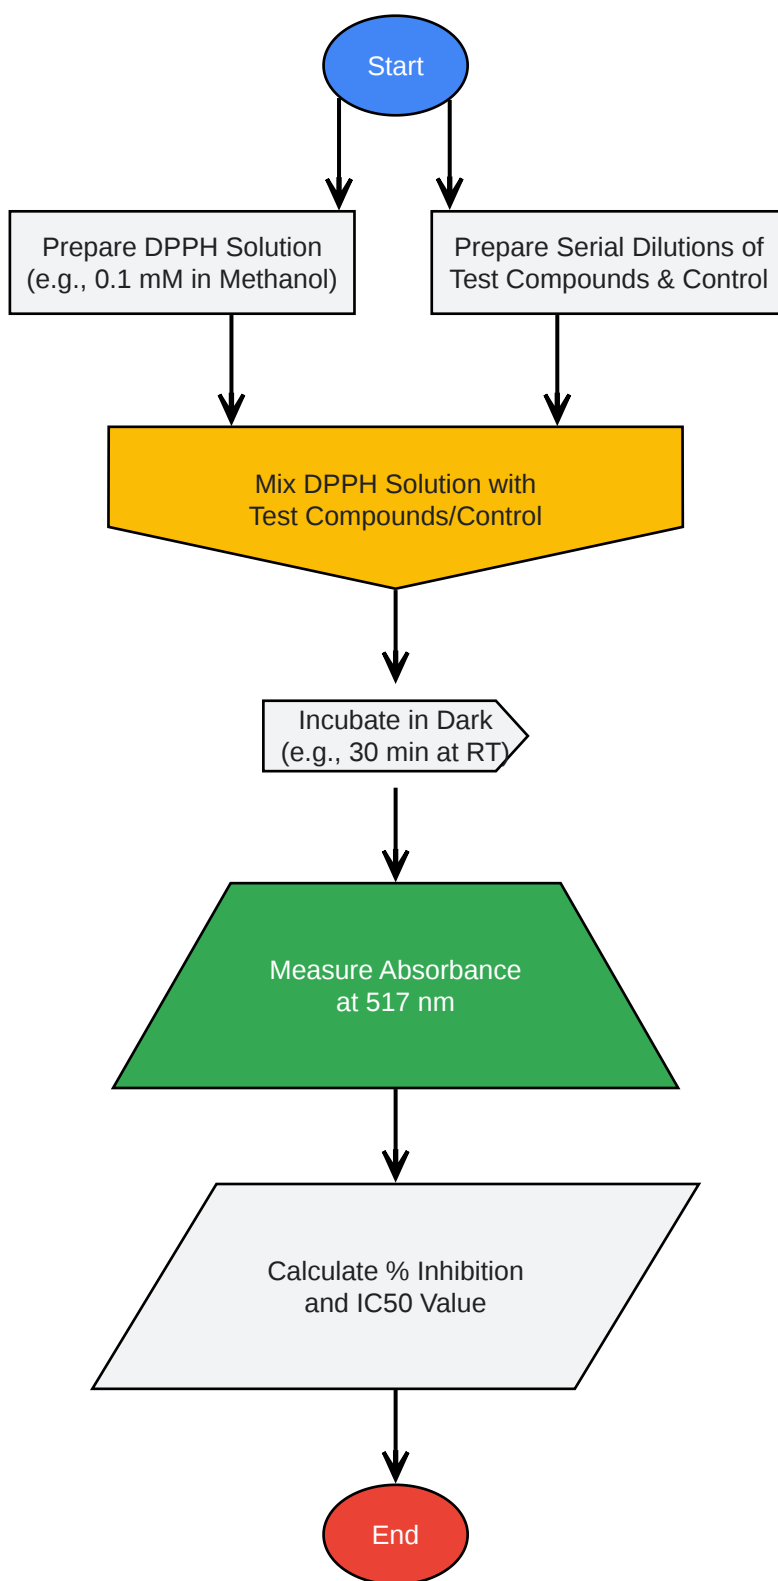 Start
Prepare DPPH Solution
(e.g., 0.1 mM in Methanol)
Prepare Serial Dilutions of
Test Compounds & Control
Mix DPPH Solution with
Test Compounds/Control
Incubate in Dark
(e.g., 30 min at RT)
Measure Absorbance
at 517 nm
Calculate % Inhibition
and IC50 Value
End